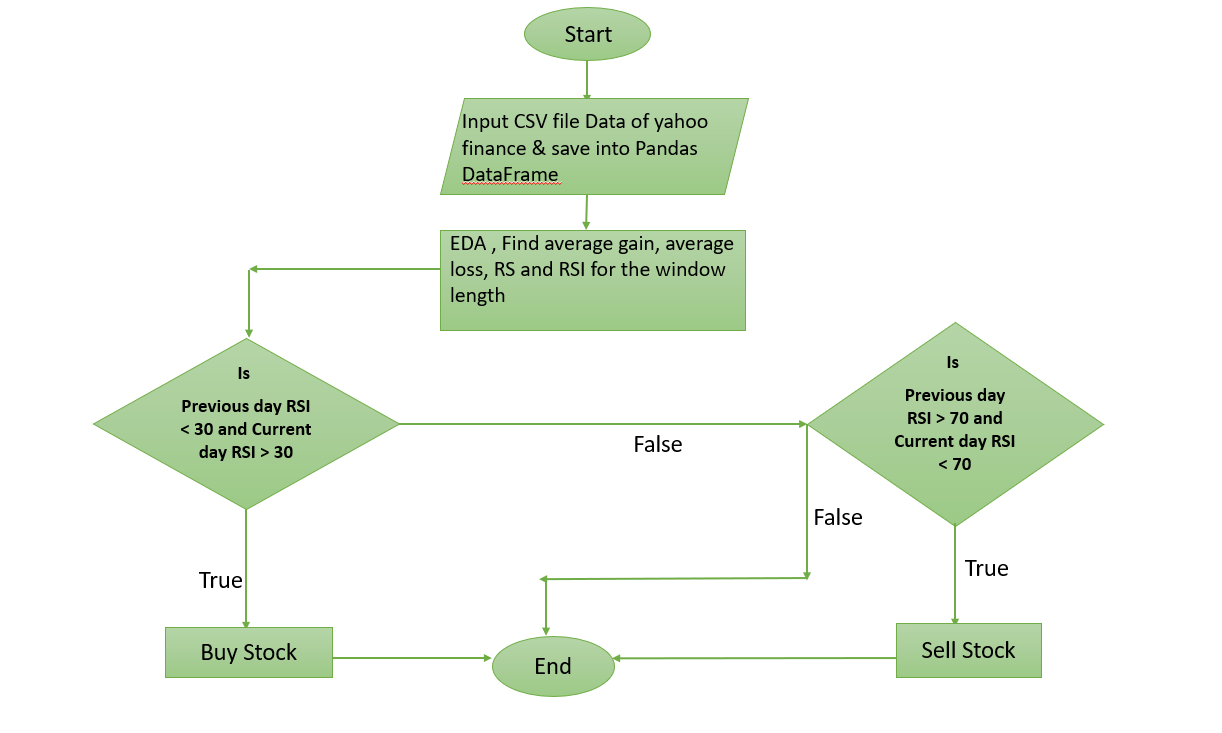 Start
Input CSV file Data of yahoo
finance & save into Pandas
DataFrame
EDA , Find average gain, average
loss, RS and RSI for the window
length
Is
Previous day RSI
< 30 and Current
day RSI > 30
False
Is
Previous day
RSI > 70 and
Current day RSI
< 70
False
True
True
Buy Stock
End
Sell Stock